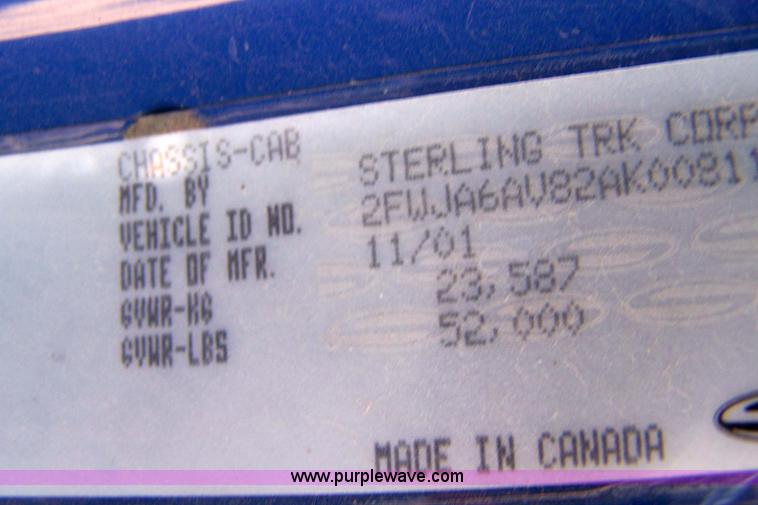 CHASSIS-CAB
MFD. BY STERLING TRK CORP
VEHICLE ID NO. 2FWJA6AV82AK00811
DATE OF MFR. 11/01
GVWR-KG 23,587
GVWR-LBS 52,000
MADE IN CANADA
www.purplewave.com